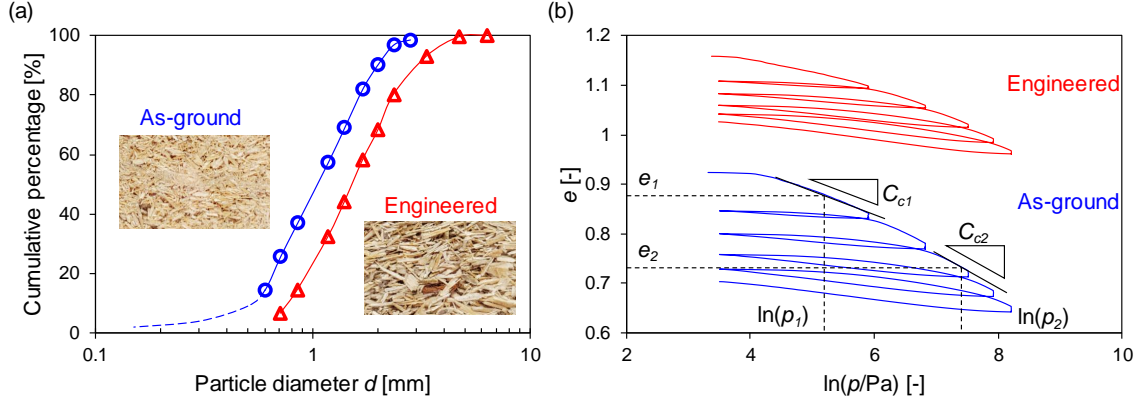 (a)
100
80
60
40
20
0
Cumulative percentage [%]
As-ground
Engineered
0.1
1
10
Particle diameter d [mm]
(b)
1.2
1.1
1
0.9
0.8
0.7
0.6
e [-]
Engineered
As-ground
e1
Cc1
e2
Cc2
ln(p1)
ln(p2)
2
4
6
8
10
ln(p/Pa) [-]